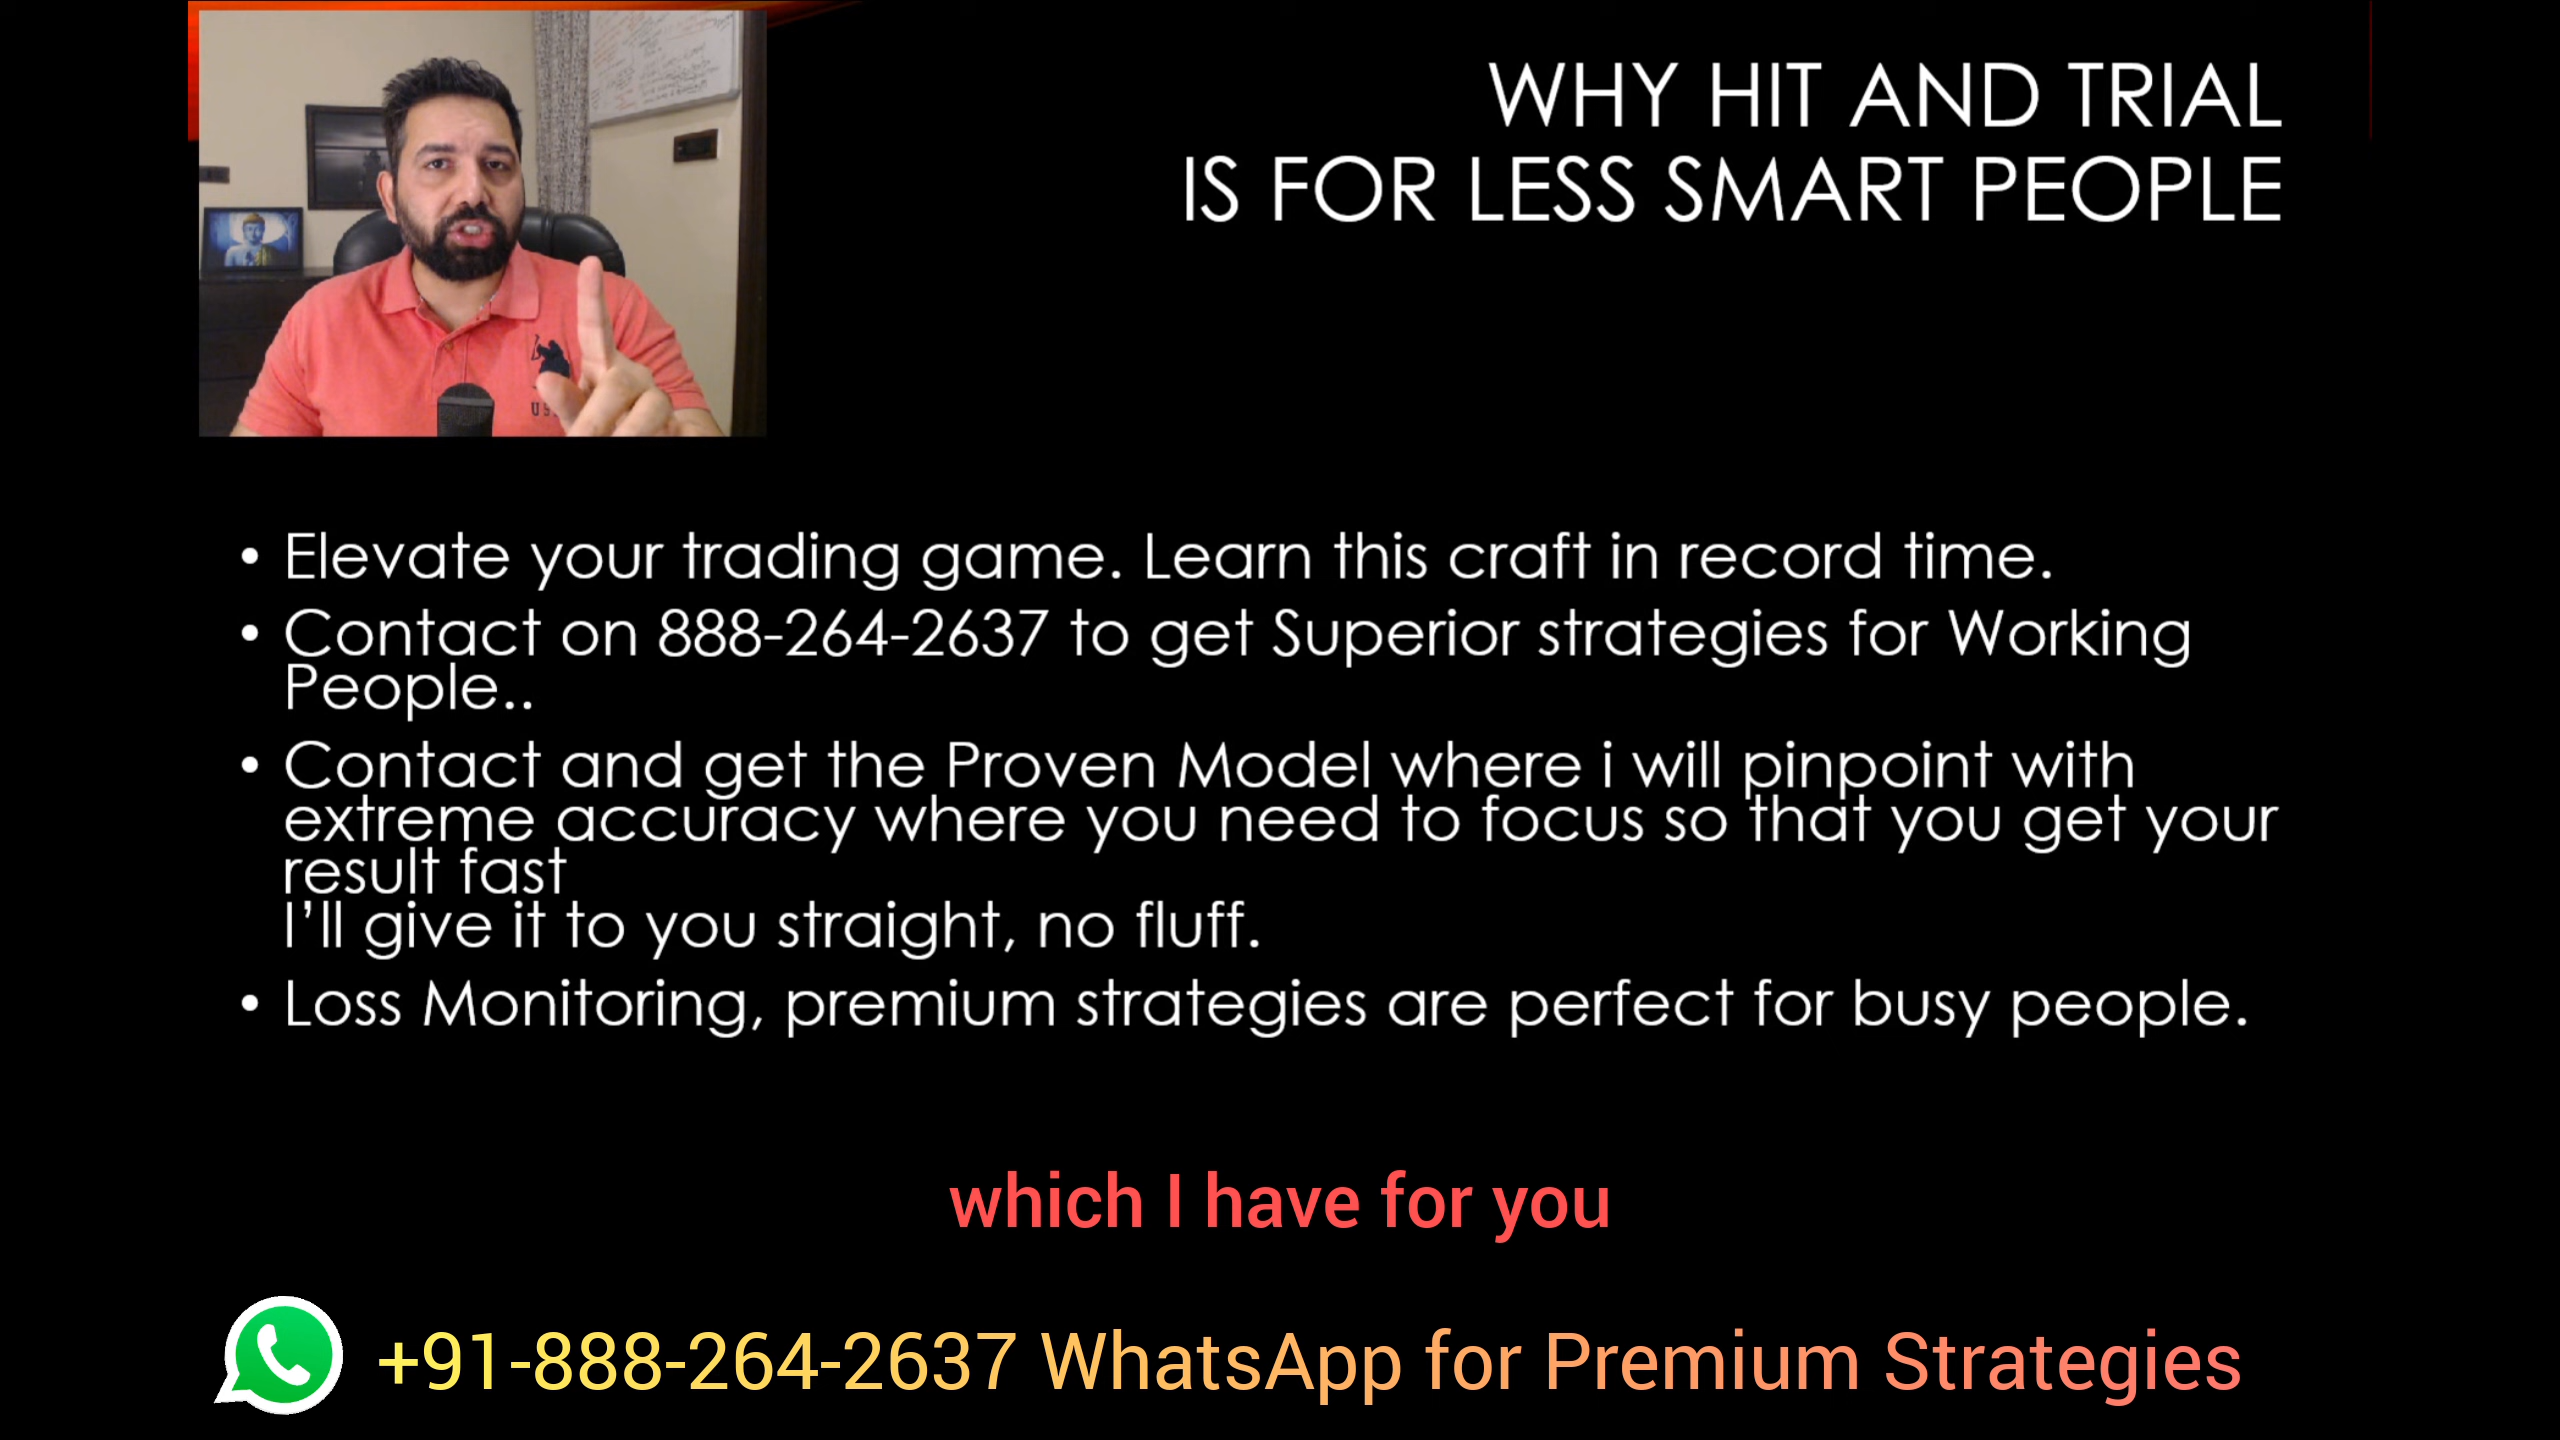 WHY HIT AND TRIAL
IS FOR LESS SMART PEOPLE
• Elevate your trading game. Learn this craft in record time.
• Contact on 888-264-2637 to get Superior strategies for Working
People..
• Contact and get the Proven Model where i will pinpoint with
extreme accuracy where you need to focus so that you get your
result fast
I’ll give it to you straight, no fluff.
• Loss Monitoring, premium strategies are perfect for busy people.
which I have for you
+91-888-264-2637 WhatsApp for Premium Strategies